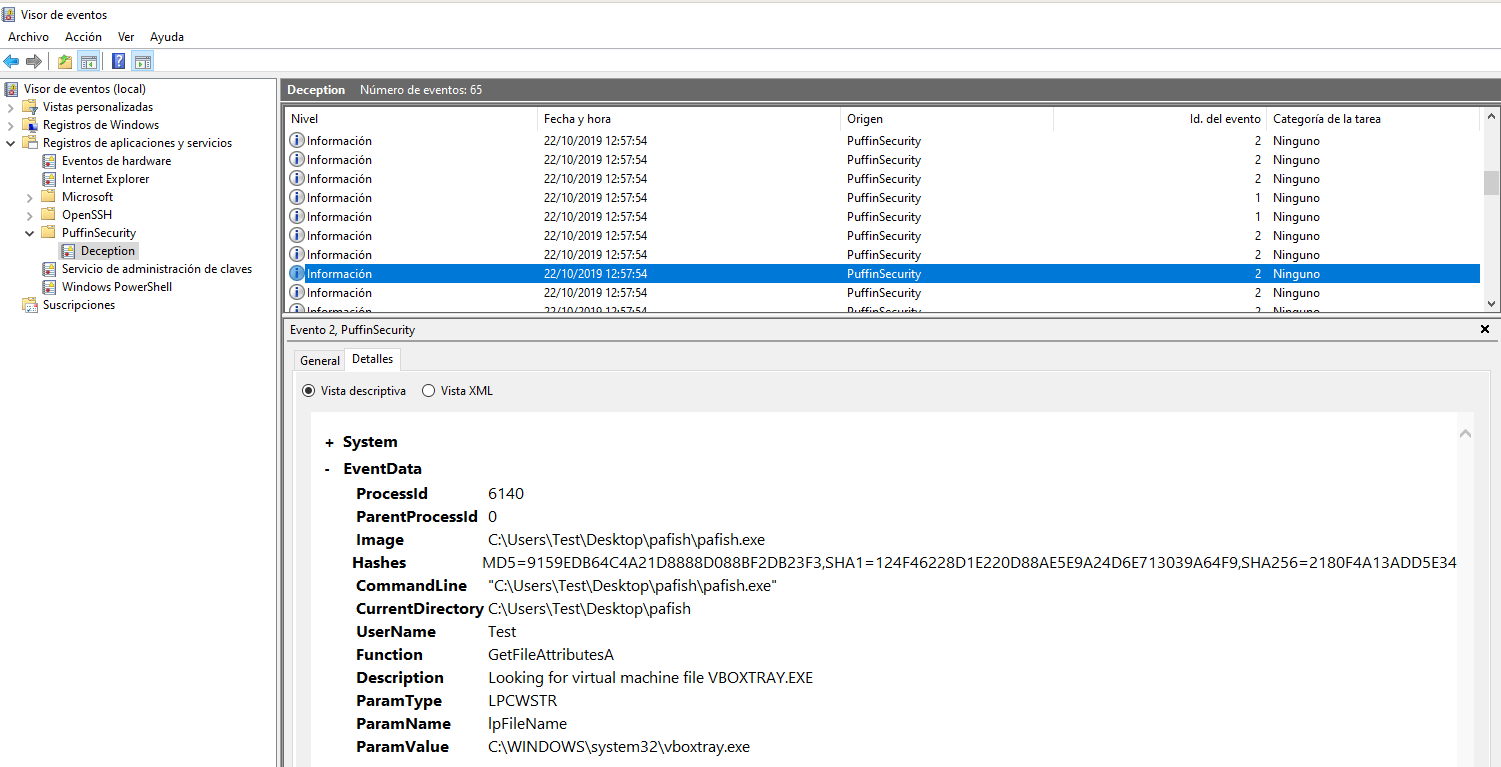 Visor de eventos
Archivo Acción Ver Ayuda
Visor de eventos (local)
Vistas personalizadas
Registros de Windows
Registros de aplicaciones y servicios
Eventos de hardware
Internet Explorer
Microsoft
OpenSSH
PuffinSecurity
Deception
Servicio de administración de claves
Windows PowerShell
Suscripciones
Deception Número de eventos: 65
Nivel Fecha y hora Origen Id. del evento Categoría de la tarea
Información 22/10/2019 12:57:54 PuffinSecurity 2 Ninguno
Información 22/10/2019 12:57:54 PuffinSecurity 2 Ninguno
Información 22/10/2019 12:57:54 PuffinSecurity 2 Ninguno
Información 22/10/2019 12:57:54 PuffinSecurity 1 Ninguno
Información 22/10/2019 12:57:54 PuffinSecurity 1 Ninguno
Información 22/10/2019 12:57:54 PuffinSecurity 2 Ninguno
Información 22/10/2019 12:57:54 PuffinSecurity 2 Ninguno
Información 22/10/2019 12:57:54 PuffinSecurity 2 Ninguno
Información 22/10/2019 12:57:54 PuffinSecurity 2 Ninguno
Información 22/10/2019 12:57:54 PuffinSecurity 2 Ninguno
Evento 2, PuffinSecurity
General Detalles
Vista descriptiva Vista XML
+ System
- EventData
ProcessId 6140
ParentProcessId 0
Image C:\Users\Test\Desktop\pafish\pafish.exe
Hashes MD5=9159EDB64C4A21D8888D088BF2DB23F3,SHA1=124F46228D1E220D88AE5E9A24D6E713039A64F9,SHA256=2180F4A13ADD5E34
CommandLine "C:\Users\Test\Desktop\pafish\pafish.exe"
CurrentDirectory C:\Users\Test\Desktop\pafish
UserName Test
Function GetFileAttributesA
Description Looking for virtual machine file VBOXTRAY.EXE
ParamType LPCWSTR
ParamName lpFileName
ParamValue C:\WINDOWS\system32\vboxtray.exe